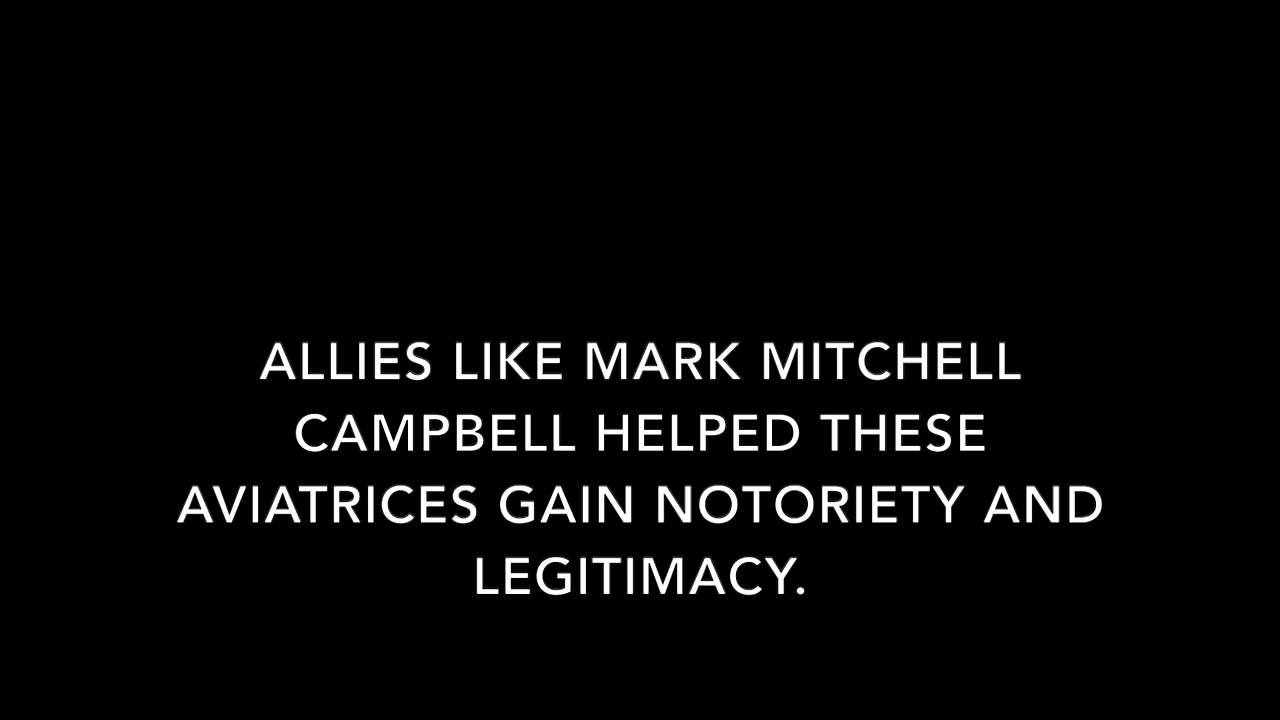 ALLIES LIKE MARK MITCHELL
CAMPBELL HELPED THESE
AVIATRICES GAIN NOTORIETY AND
LEGITIMACY.